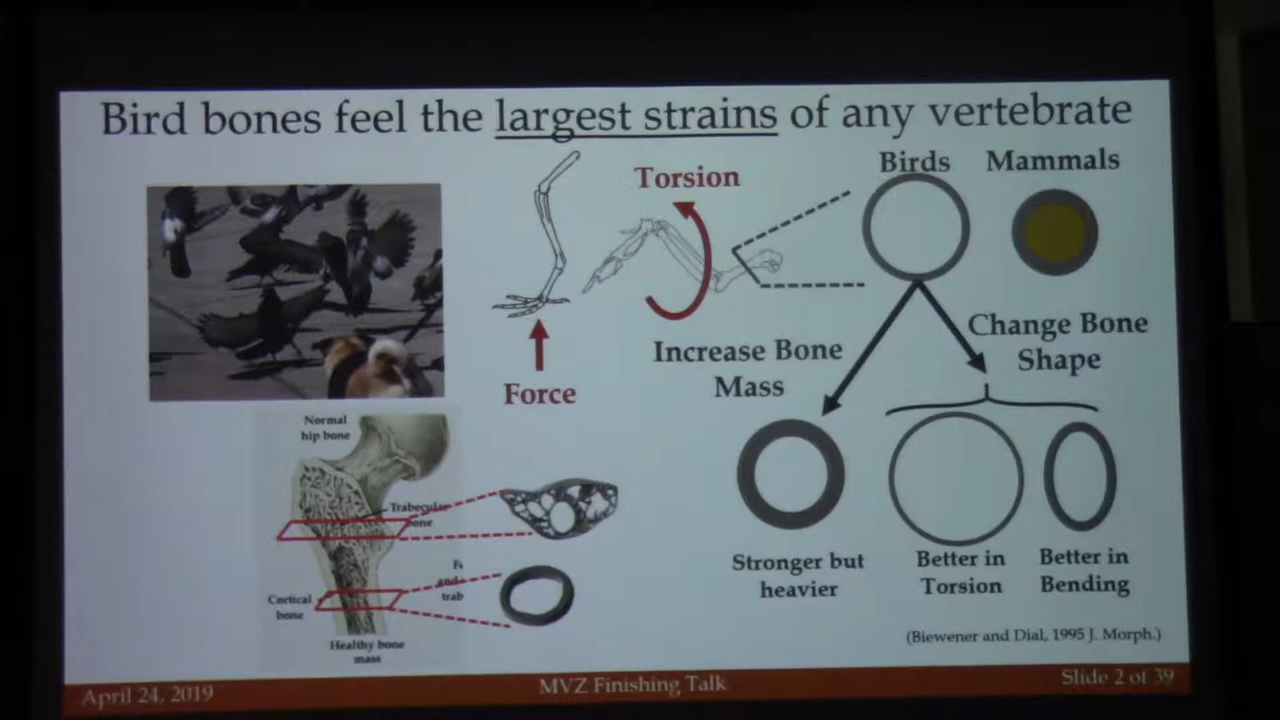 Bird bones feel the largest strains of any vertebrate
Torsion
Birds
Mammals
Force
Increase Bone
Mass
Change Bone
Shape
Normal
hip bone
bone
Cortical
bone
trab
Healthy bone
mass
Stronger but
heavier
Better in
Torsion
Better in
Bending
(Biewener and Dial, 1995 J. Morph.)
April 24, 2019
MVZ Finishing Talk
Slide 2 of 39